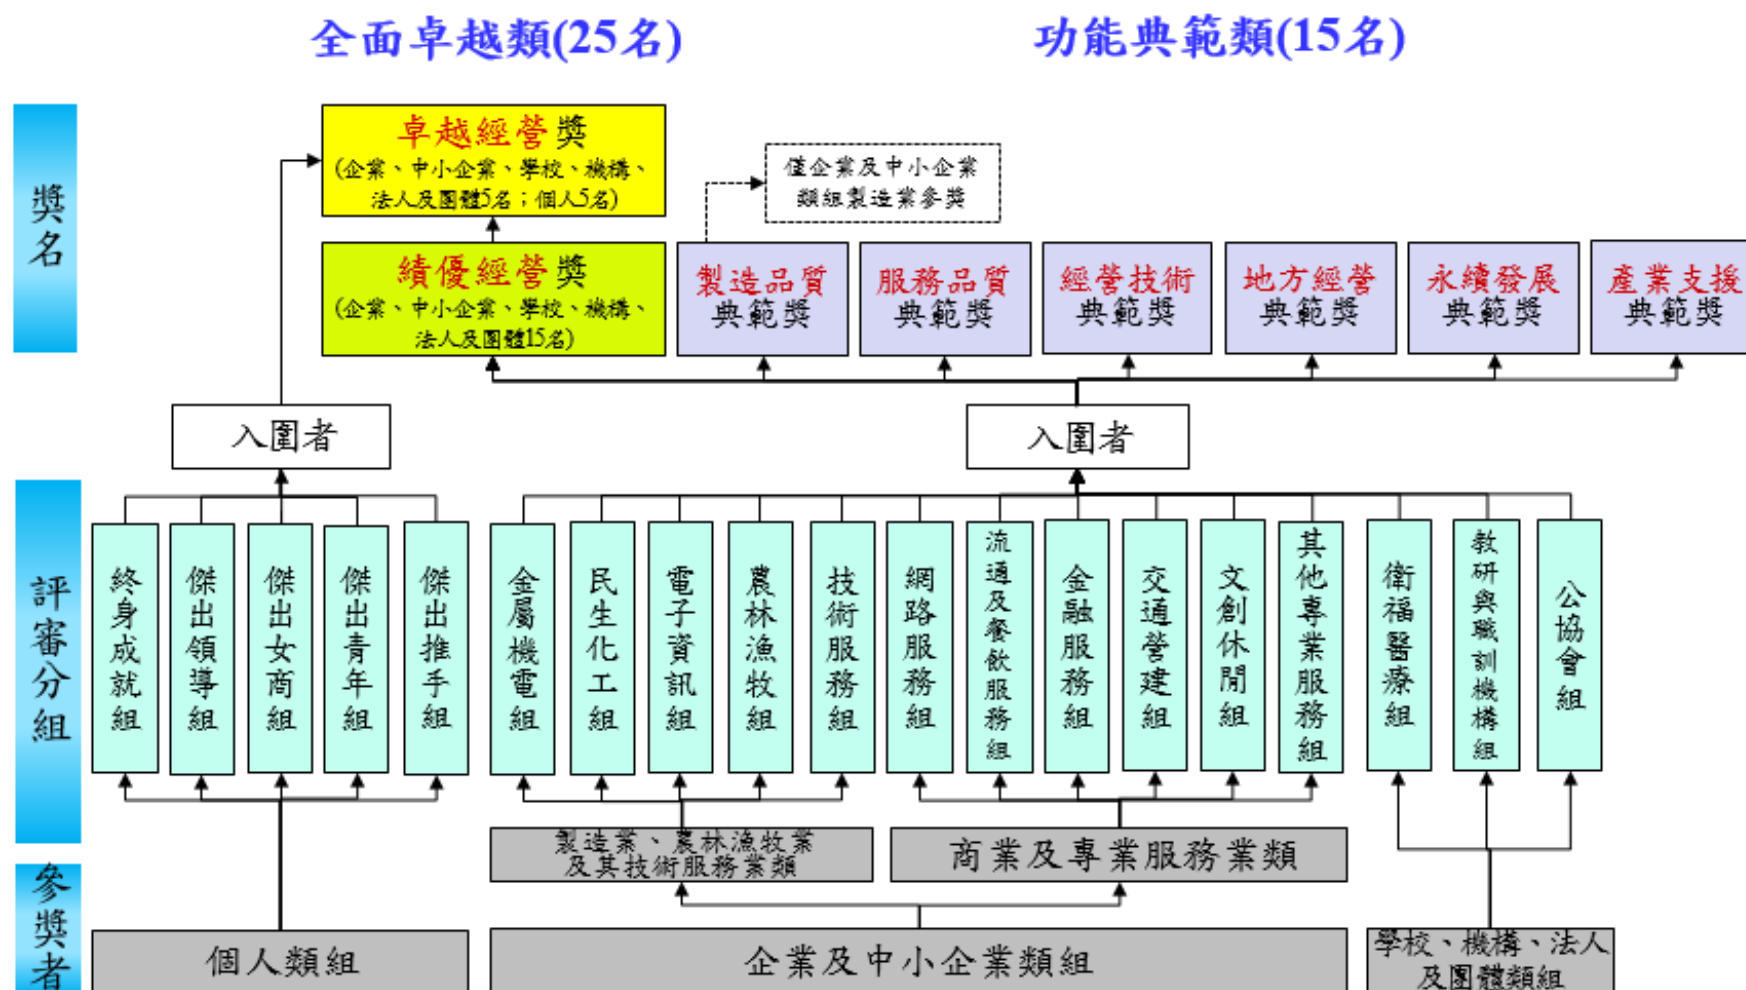 全面卓越類(25名)
功能典範類(15名)
獎名
卓越經營獎
(企業、中小企業、學校、機構、
法人及團體5名；個人5名)
僅企業及中小企業
類組製造業參獎
績優經營獎
(企業、中小企業、學校、機構、
法人及團體15名)
製造品質
典範獎
服務品質
典範獎
經營技術
典範獎
地方經營
典範獎
永續發展
典範獎
產業支援
典範獎
入圍者
入圍者
評審分組
終身成就組
傑出領導組
傑出女商組
傑出青年組
傑出推手組
金屬機電組
民生化工組
電子資訊組
農林漁牧組
技術服務組
網路服務組
流通及餐飲服務組
金融服務組
交通營建組
文創休閒組
其他專業服務組
衛福醫療組
教研與職訓機構組
公協會組
製造業、農林漁牧業
及其技術服務業類
商業及專業服務業類
參獎者
個人類組
企業及中小企業類組
學校、機構、法人
及團體類組